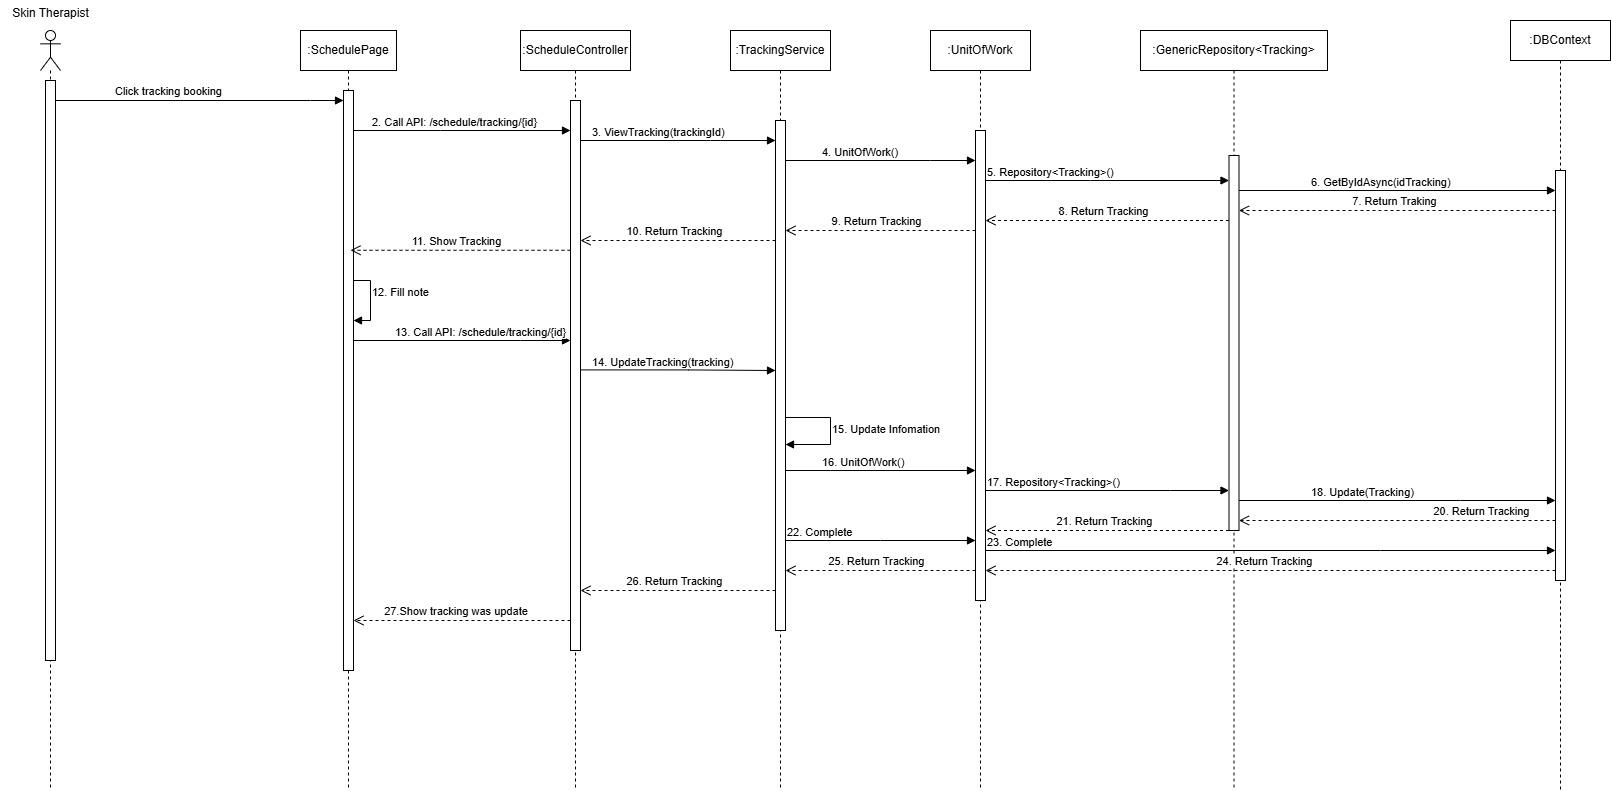 Skin Therapist
:SchedulePage
:ScheduleController
:TrackingService
:UnitOfWork
:GenericRepository<Tracking>
:DBContext
Click tracking booking
2. Call API: /schedule/tracking/{id}
3. ViewTracking(trackingId)
4. UnitOfWork()
5. Repository<Tracking>()
6. GetByIdAsync(idTracking)
7. Return Traking
8. Return Tracking
9. Return Tracking
10. Return Tracking
11. Show Tracking
12. Fill note
13. Call API: /schedule/tracking/{id}
14. UpdateTracking(tracking)
15. Update Infomation
16. UnitOfWork()
17. Repository<Tracking>()
18. Update(Tracking)
20. Return Tracking
21. Return Tracking
22. Complete
23. Complete
24. Return Tracking
25. Return Tracking
26. Return Tracking
27.Show tracking was update